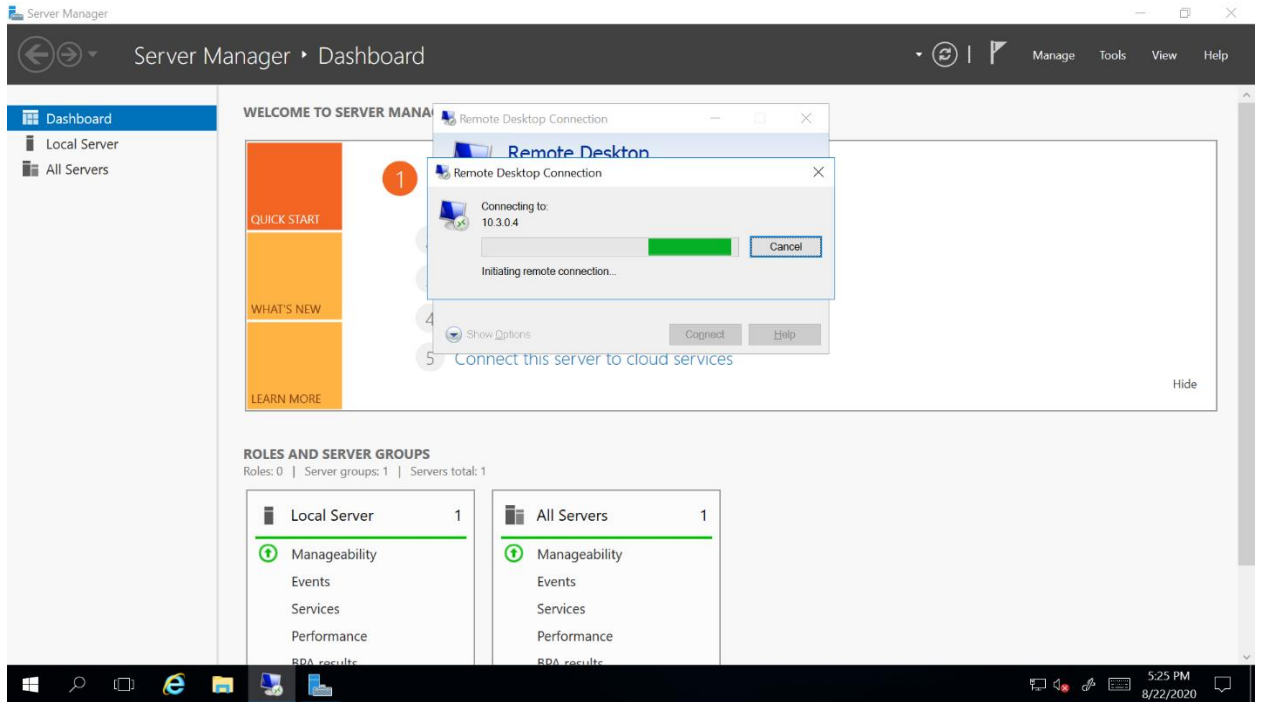 Server Manager
Server Manager ‣ Dashboard
Manage Tools View Help
Dashboard
Local Server
All Servers
WELCOME TO SERVER MANA
QUICK START
WHAT'S NEW
LEARN MORE
1
4
5 Connect this server to cloud services
Hide
Remote Desktop Connection
Remote Desktop
Remote Desktop Connection
Connecting to:
10.3.0.4
Cancel
Initiating remote connection...
Show Options
Connect
Help
ROLES AND SERVER GROUPS
Roles: 0 | Server groups: 1 | Servers total: 1
Local Server 1
Manageability
Events
Services
Performance
BPA results
All Servers 1
Manageability
Events
Services
Performance
BPA results
5:25 PM
8/22/2020